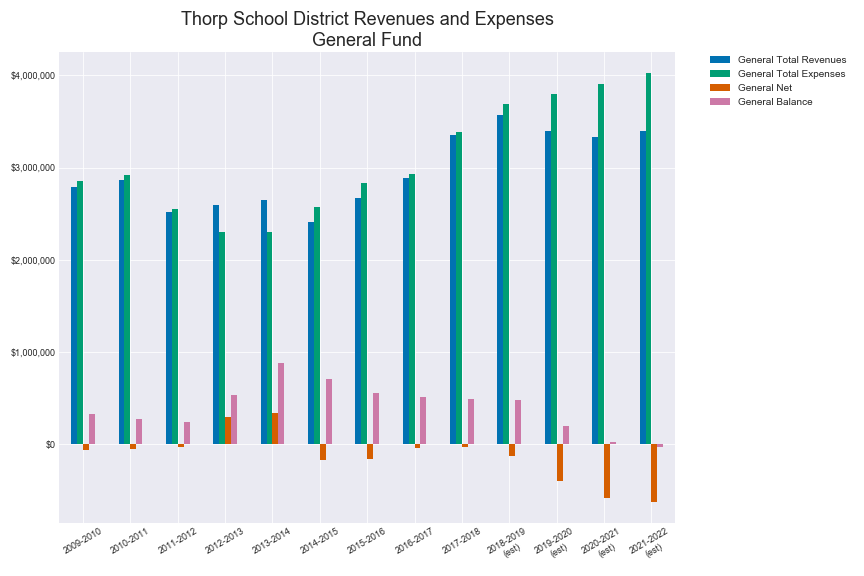 Thorp School District Revenues and Expenses
General Fund
General Total Revenues
General Total Expenses
General Net
General Balance
$4,000,000
$3,000,000
$2,000,000
$1,000,000
$0
2009-2010
2010-2011
2011-2012
2012-2013
2013-2014
2014-2015
2015-2016
2016-2017
2017-2018
2018-2019
(est)
2019-2020
(est)
2020-2021
(est)
2021-2022
(est)